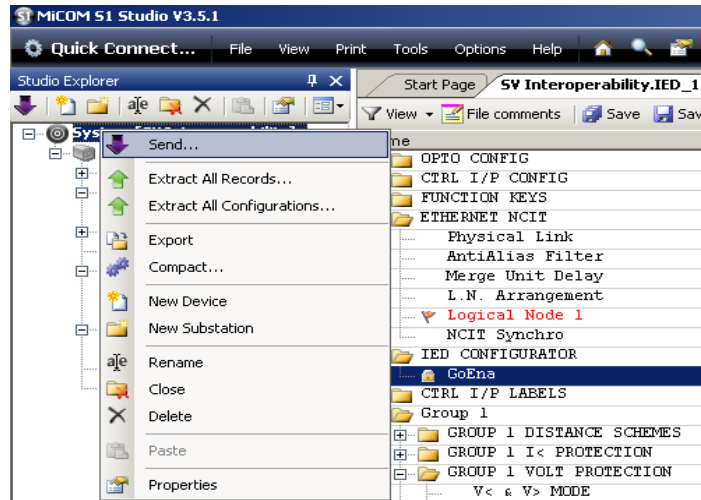 MiCOM S1 Studio V3.5.1
Quick Connect... File View Print Tools Options Help
Studio Explorer
Start Page SV Interoperability.IED_1
View File comments Save Sav
Send...
Extract All Records...
Extract All Configurations...
Export
Compact...
New Device
New Substation
Rename
Close
Delete
Paste
Properties
me
OPTO CONFIG
CTRL I/P CONFIG
FUNCTION KEYS
ETHERNET NCIT
Physical Link
AntiAlias Filter
Merge Unit Delay
L.N. Arrangement
Logical Node 1
NCIT Synchro
IED CONFIGURATOR
GoEna
CTRL I/P LABELS
Group 1
GROUP 1 DISTANCE SCHEMES
GROUP 1 I< PROTECTION
GROUP 1 VOLT PROTECTION
V< & V> MODE